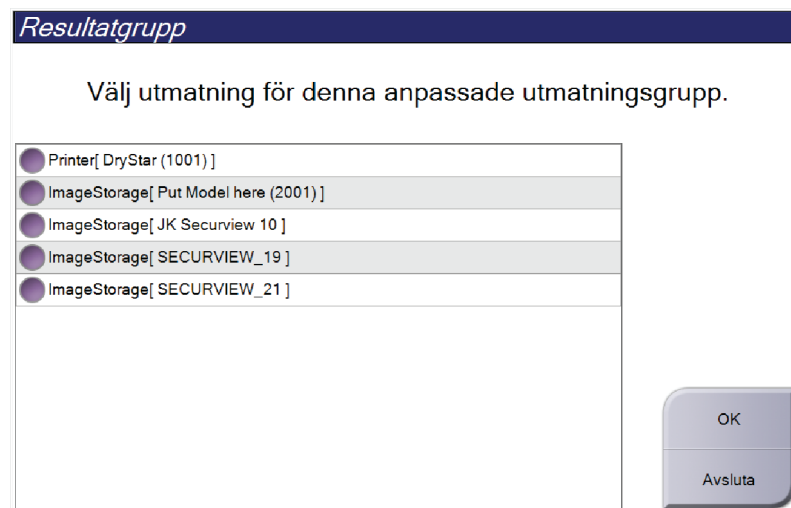 Resultatgrupp
Välj utmatning för denna anpassade utmatningsgrupp.
Printer[ DryStar (1001) ]
ImageStorage[ Put Model here (2001) ]
ImageStorage[ JK Securview 10 ]
ImageStorage[ SECURVIEW_19 ]
ImageStorage[ SECURVIEW_21 ]
OK
Avsluta